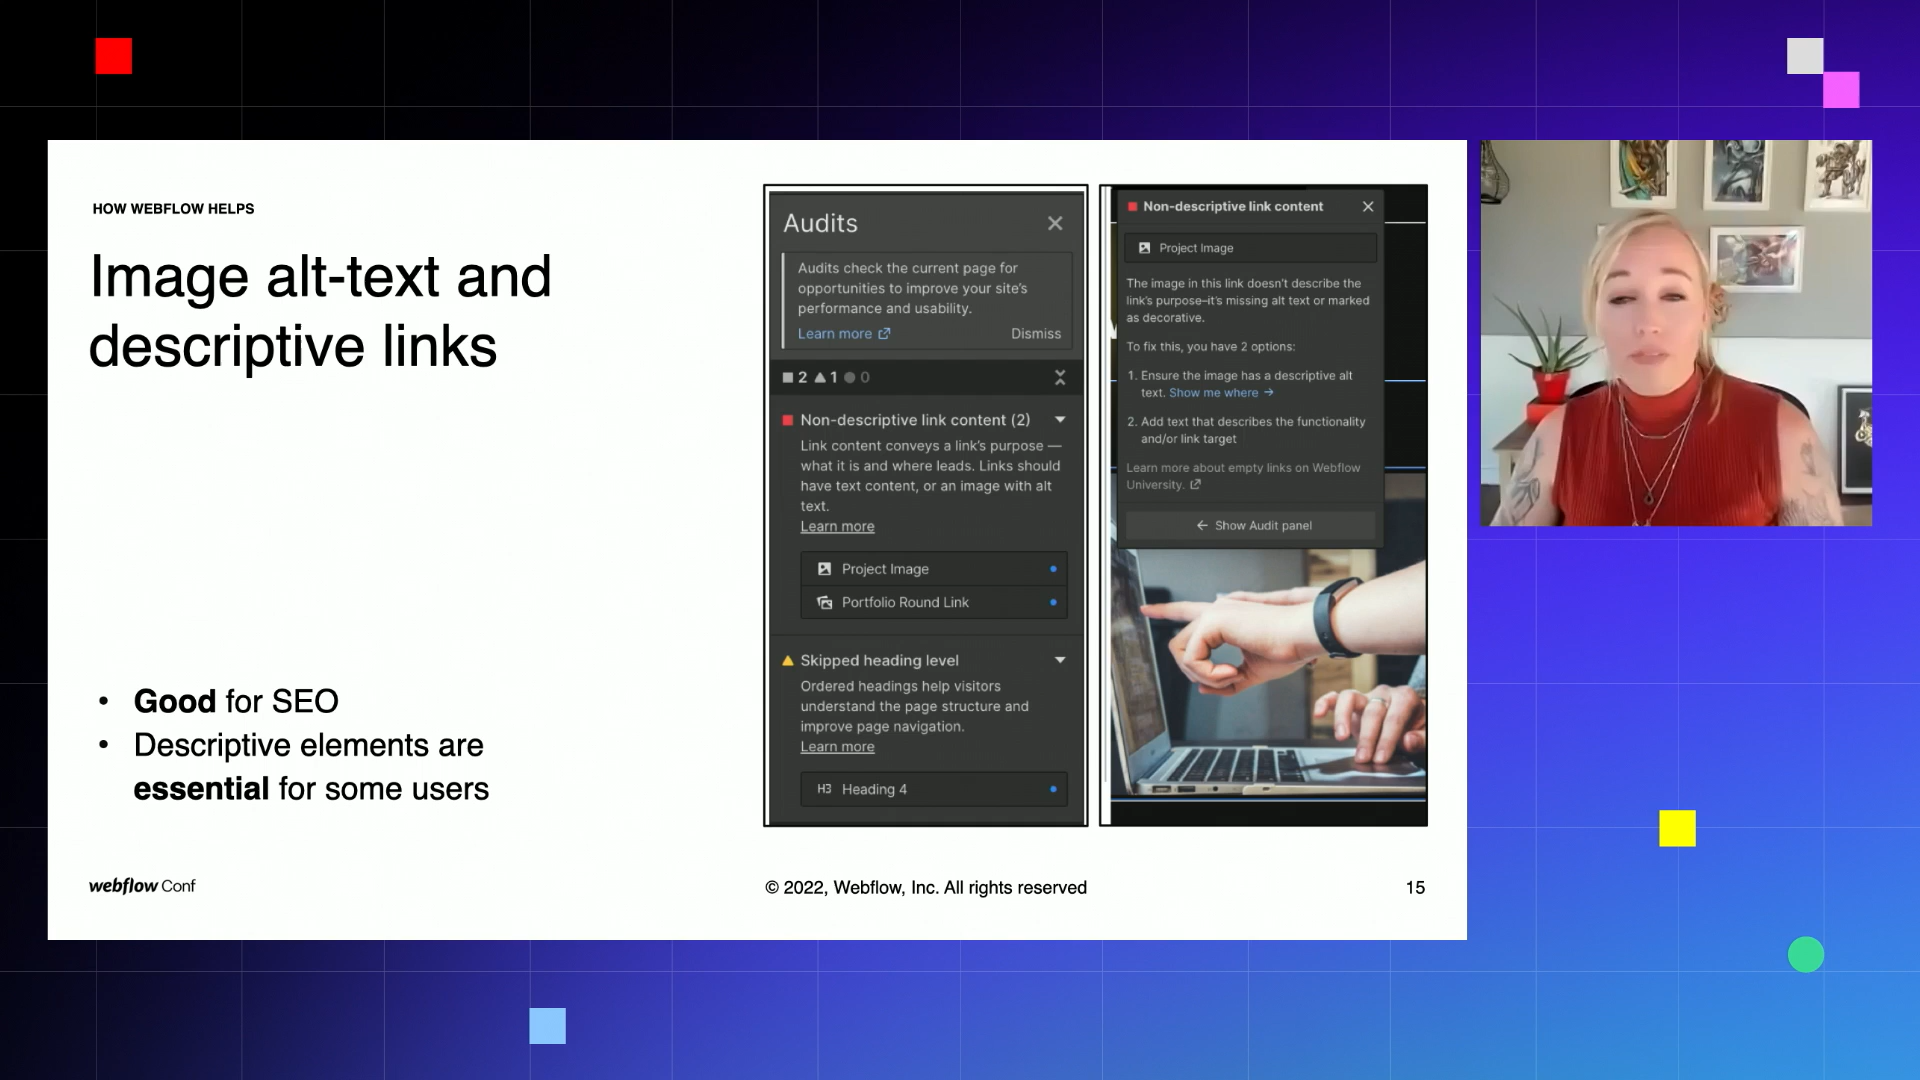 HOW WEBFLOW HELPS
Image alt-text and
descriptive links
• Good for SEO
• Descriptive elements are
essential for some users
Audits
Audits check the current page for
opportunities to improve your site's
performance and usability.
Learn more
Dismiss
2 1 0
Non-descriptive link content (2)
Link content conveys a link's purpose —
what it is and where leads. Links should
have text content, or an image with alt
text.
Learn more
Project Image
Portfolio Round Link
Skipped heading level
Ordered headings help visitors
understand the page structure and
improve page navigation.
Learn more
H3 Heading 4
Non-descriptive link content
Project Image
The image in this link doesn't describe the
link's purpose–it's missing alt text or marked
as decorative.
To fix this, you have 2 options:
1. Ensure the image has a descriptive alt
text. Show me where →
2. Add text that describes the functionality
and/or link target
Learn more about empty links on Webflow
University.
← Show Audit panel
webflow Conf
© 2022, Webflow, Inc. All rights reserved
15